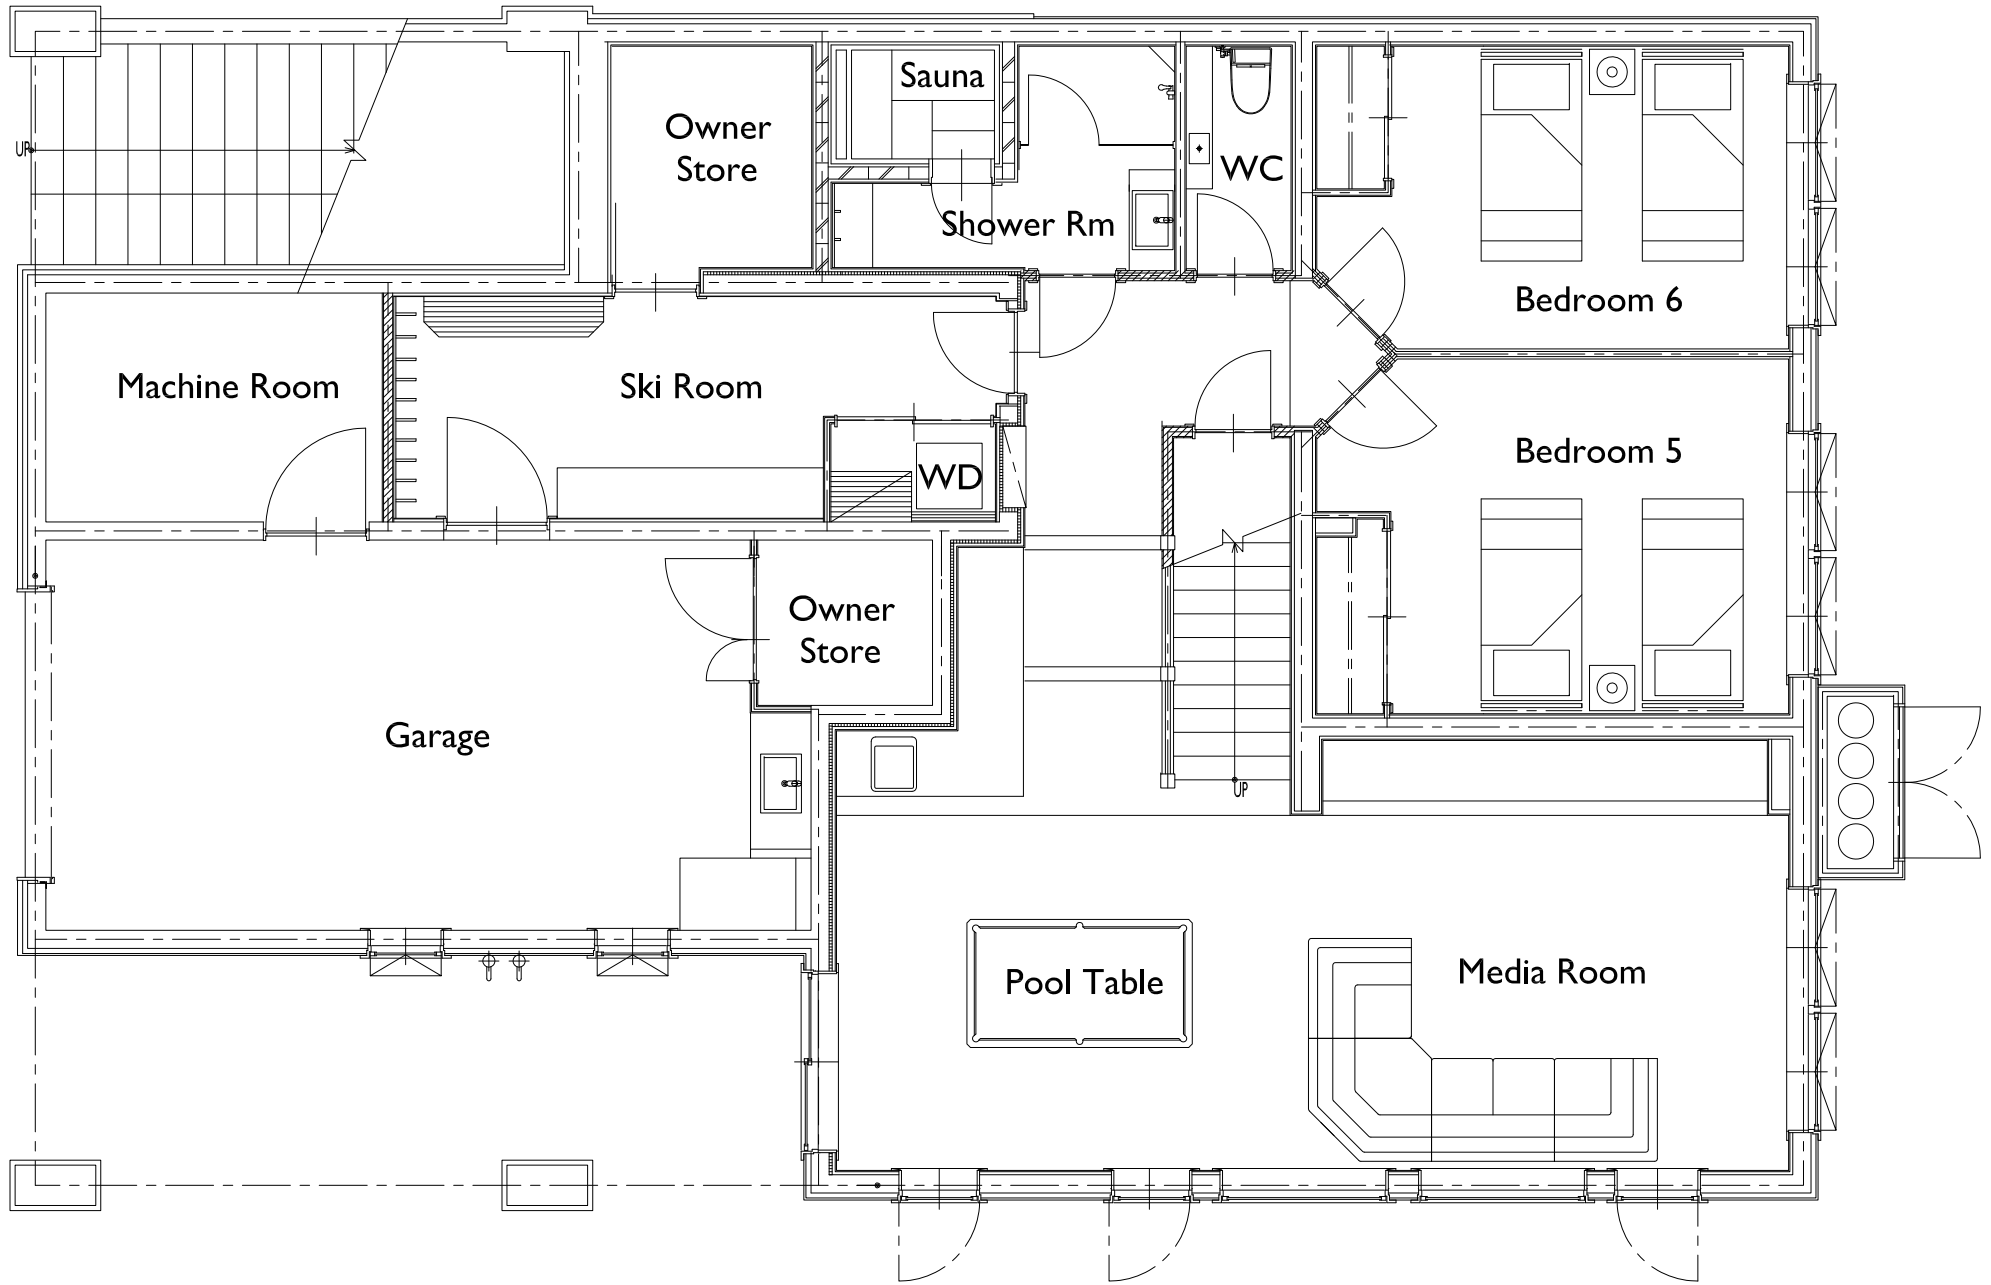 Sauna
Owner
Store
UP
WC
Shower Rm
Bedroom 6
Machine Room
Ski Room
Bedroom 5
WD
Owner
Store
Garage
UP
Media Room
Pool Table